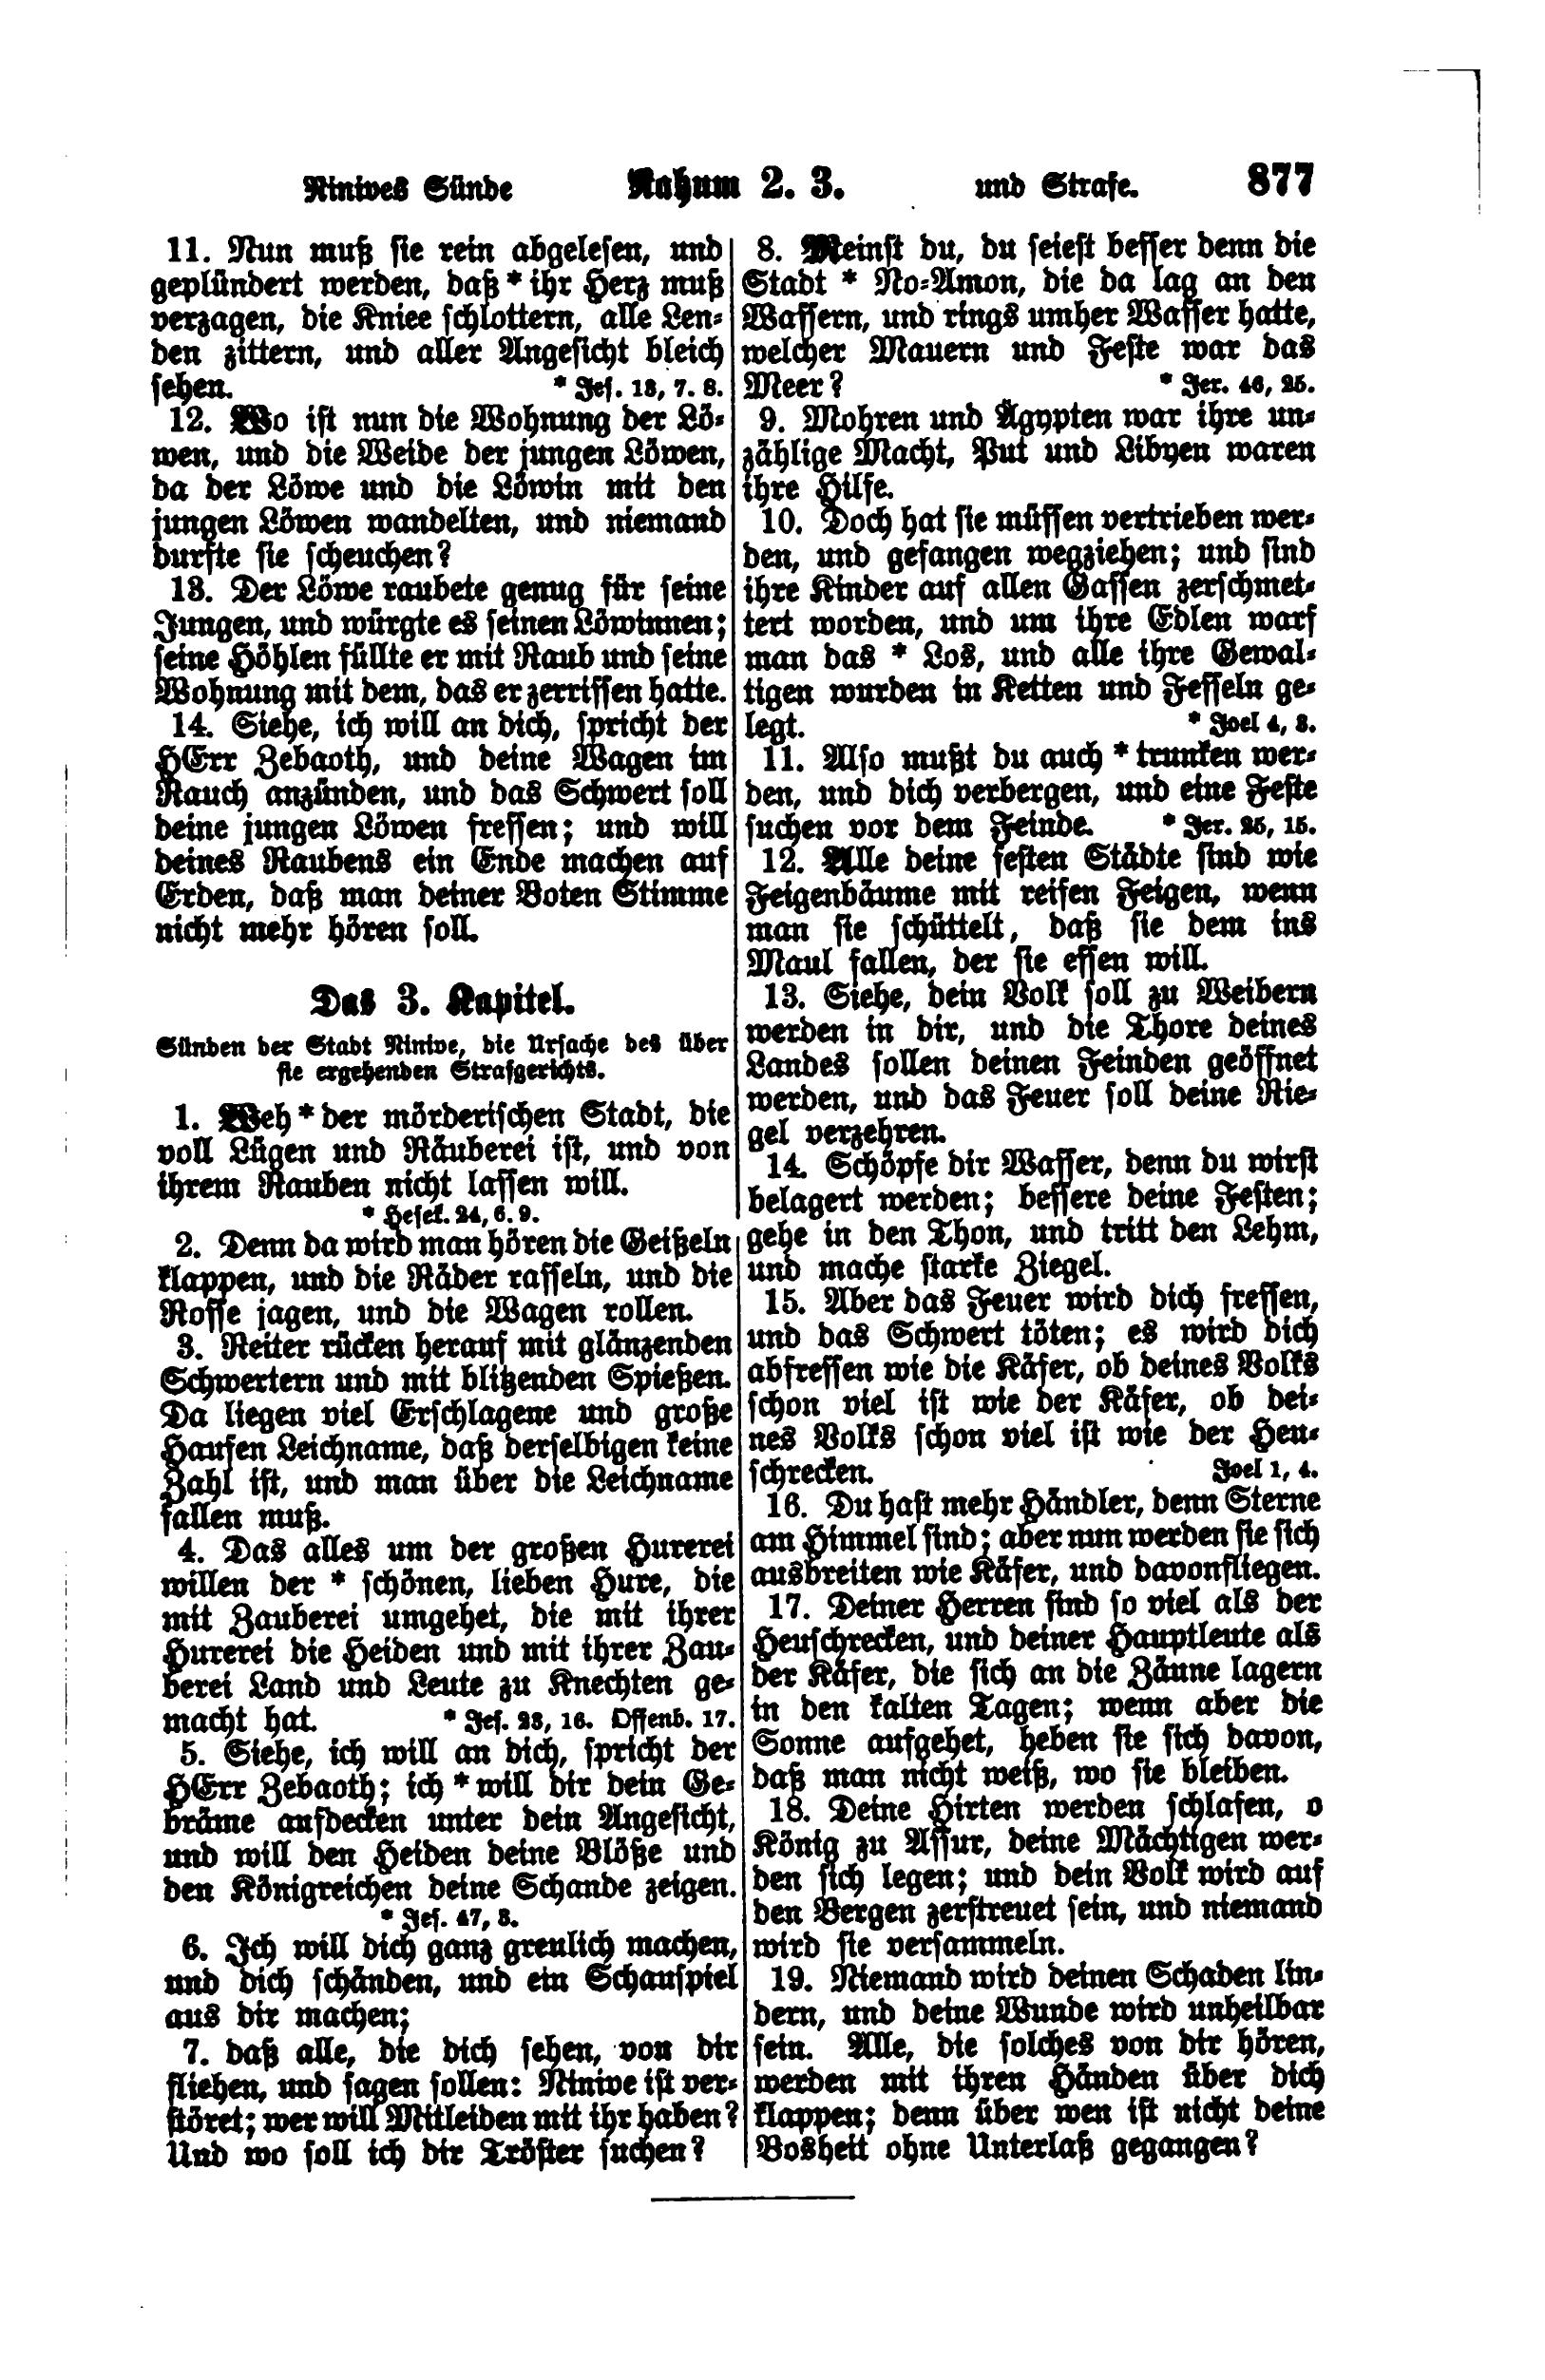 Ninives Sünde Nahum 2. 3. und Strafe. 877
11. Nun muß sie rein abgelesen, und
geplündert werden, daß * ihr Herz muß
verzagen, die Kniee schlottern, alle Len-
den zittern, und aller Angesicht bleich
sehen. * Jes. 13, 7. 8.
12. Wo ist nun die Wohnung der Lö-
wen, und die Weide der jungen Löwen,
da der Löwe und die Löwin mit den
jungen Löwen wandelten, und niemand
durfte sie scheuchen?
13. Der Löwe raubete genug für seine
Jungen, und würgte es seinen Löwinnen;
seine Höhlen füllte er mit Raub und seine
Wohnung mit dem, das er zerrissen hatte.
14. Siehe, ich will an dich, spricht der
HErr Zebaoth, und deine Wagen im
Rauch anzünden, und das Schwert soll
deine jungen Löwen fressen; und will
deines Raubens ein Ende machen auf
Erden, daß man deiner Boten Stimme
nicht mehr hören soll.
Das 3. Kapitel.
Sünden der Stadt Ninive, die Ursache des über
sie ergehenden Strafgerichts.
1. Weh * der mörderischen Stadt, die
voll Lügen und Räuberei ist, und von
ihrem Rauben nicht lassen will.
* Hesek. 24, 6. 9.
2. Denn da wird man hören die Geißeln
klappen, und die Räder rasseln, und die
Rosse jagen, und die Wagen rollen.
3. Reiter rücken herauf mit glänzenden
Schwertern und mit blitzenden Spießen.
Da liegen viel Erschlagene und große
Haufen Leichname, daß derselbigen keine
Zahl ist, und man über die Leichname
fallen muß.
4. Das alles um der großen Hurerei
willen der * schönen, lieben Hure, die
mit Zauberei umgehet, die mit ihrer
Hurerei die Heiden und mit ihrer Zau-
berei Land und Leute zu Knechten ge-
macht hat. * Jes. 23, 16. Offenb. 17.
5. Siehe, ich will an dich, spricht der
HErr Zebaoth; ich * will dir dein Ge-
bräme aufdecken unter dein Angesicht,
und will den Heiden deine Blöße und
den Königreichen deine Schande zeigen.
* Jes. 47, 3.
6. Ich will dich ganz greulich machen,
und dich schänden, und ein Schauspiel
aus dir machen;
7. daß alle, die dich sehen, von dir
fliehen, und sagen sollen: Ninive ist ver-
störet; wer will Mitleiden mit ihr haben?
Und wo soll ich dir Tröster suchen?
8. Meinst du, du seiest besser denn die
Stadt * No-Amon, die da lag an den
Wassern, und rings umher Wasser hatte,
welcher Mauern und Feste war das
Meer? * Jer. 46, 25.
9. Mohren und Ägypten war ihre un-
zählige Macht, Put und Libyen waren
ihre Hilfe.
10. Doch hat sie müssen vertrieben wer-
den, und gefangen wegziehen; und sind
ihre Kinder auf allen Gassen zerschmet-
tert worden, und um ihre Edlen warf
man das * Los, und alle ihre Gewal-
tigen wurden in Ketten und Fesseln ge-
legt. * Joel 4, 3.
11. Also mußt du auch * trunken wer-
den, und dich verbergen, und eine Feste
suchen vor dem Feinde. * Jer. 25, 15.
12. Alle deine festen Städte sind wie
Feigenbäume mit reifen Feigen, wenn
man sie schüttelt, daß sie dem ins
Maul fallen, der sie essen will.
13. Siehe, dein Volk soll zu Weibern
werden in dir, und die Thore deines
Landes sollen deinen Feinden geöffnet
werden, und das Feuer soll deine Rie-
gel verzehren.
14. Schöpfe dir Wasser, denn du wirst
belagert werden; bessere deine Festen;
gehe in den Thon, und tritt den Lehm,
und mache starke Ziegel.
15. Aber das Feuer wird dich fressen,
und das Schwert töten; es wird dich
abfressen wie die Käfer, ob deines Volks
schon viel ist wie der Käfer, ob dei-
nes Volks schon viel ist wie der Heu-
schrecken. Joel 1, 4.
16. Du hast mehr Händler, denn Sterne
am Himmel sind; aber nun werden sie sich
ausbreiten wie Käfer, und davonfliegen.
17. Deiner Herren sind so viel als der
Heuschrecken, und deiner Hauptleute als
der Käfer, die sich an die Zäune lagern
in den kalten Tagen; wenn aber die
Sonne aufgehet, heben sie sich davon,
daß man nicht weiß, wo sie bleiben.
18. Deine Hirten werden schlafen, o
König zu Assur, deine Mächtigen wer-
den sich legen; und dein Volk wird auf
den Bergen zerstreuet sein, und niemand
wird sie versammeln.
19. Niemand wird deinen Schaden lin-
dern, und deine Wunde wird unheilbar
sein. Alle, die solches von dir hören,
werden mit ihren Händen über dich
klappen; denn über wen ist nicht deine
Bosheit ohne Unterlaß gegangen?